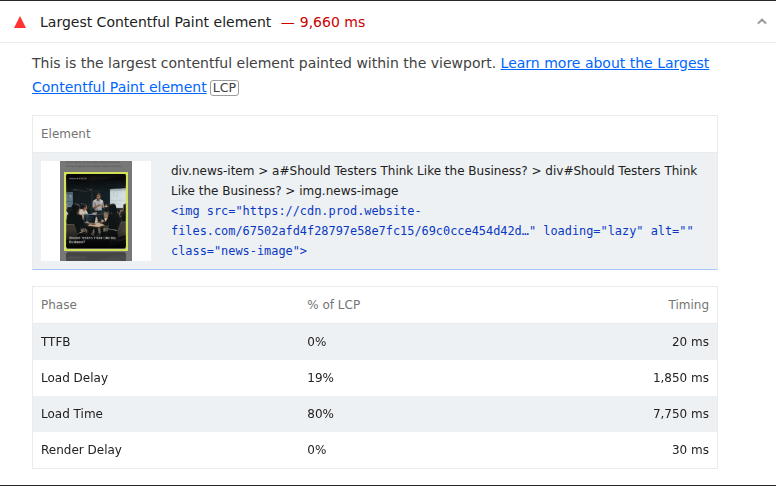 Largest Contentful Paint element — 9,660 ms
This is the largest contentful element painted within the viewport. Learn more about the Largest
Contentful Paint element LCP
Element
div.news-item > a#Should Testers Think Like the Business? > div#Should Testers Think
Like the Business? > img.news-image
<img src="https://cdn.prod.website-
files.com/67502afd4f28797e58e7fc15/69c0cce454d42d…" loading="lazy" alt=""
class="news-image">
Phase % of LCP Timing
TTFB 0% 20 ms
Load Delay 19% 1,850 ms
Load Time 80% 7,750 ms
Render Delay 0% 30 ms